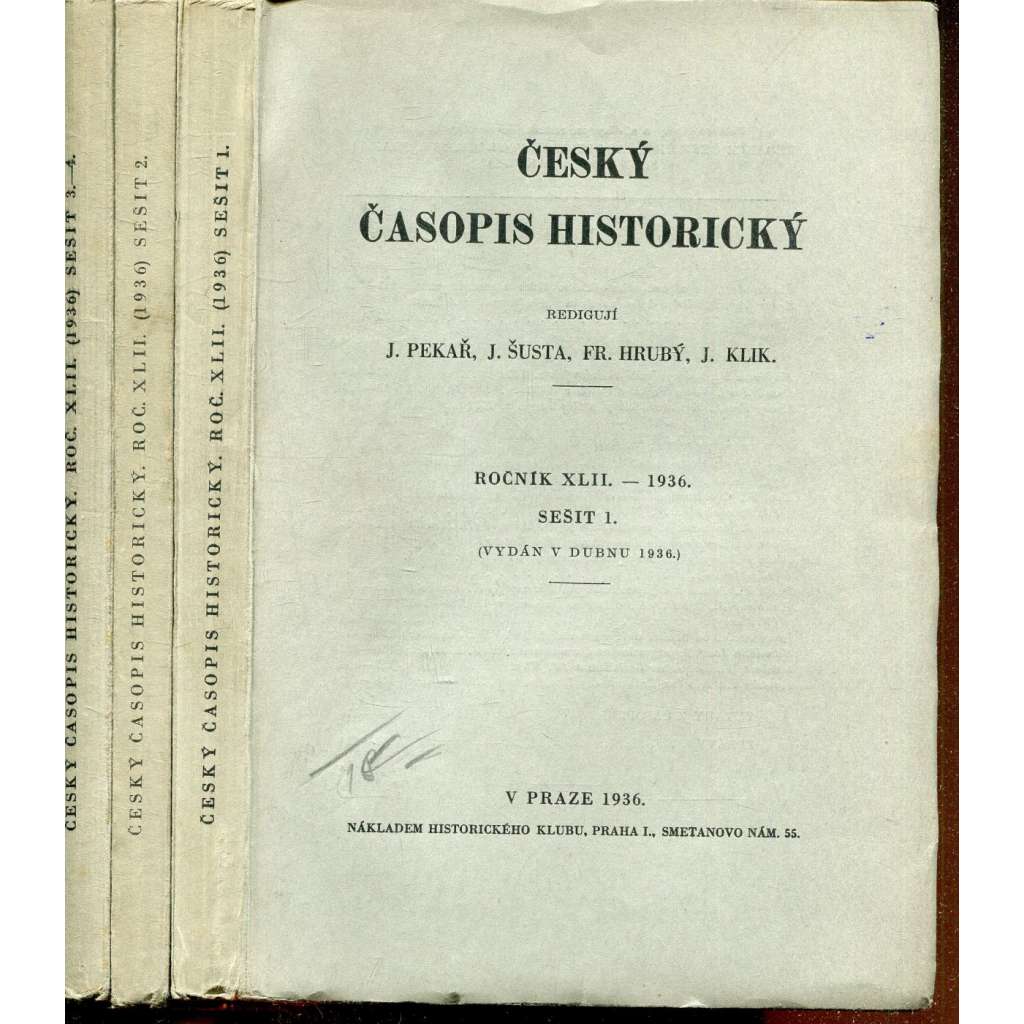 ČESKÝ ČASOPIS HISTORICKÝ. ROČ. XLII. (1936) SEŠIT 3.—4.
ČESKÝ ČASOPIS HISTORICKÝ. ROČ. XLII. (1936) SEŠIT 2.
ČESKÝ ČASOPIS HISTORICKÝ. ROČ. XLII. (1936) SEŠIT 1.
ČESKÝ
ČASOPIS HISTORICKÝ
REDIGUJÍ
J. PEKAŘ, J. ŠUSTA, FR. HRUBÝ, J. KLIK.
ROČNÍK XLII. — 1936.
SEŠIT 1.
(VYDÁN V DUBNU 1936.)
V PRAZE 1936.
NÁKLADEM HISTORICKÉHO KLUBU, PRAHA I., SMETANOVO NÁM. 55.